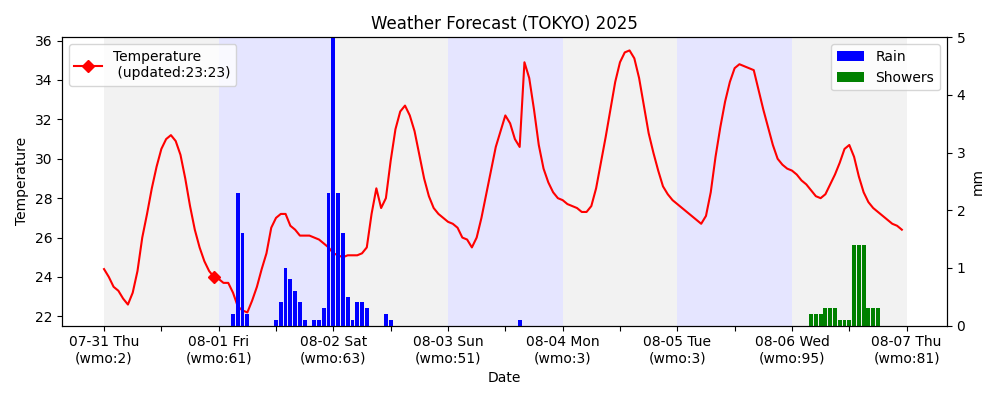 Weather Forecast (TOKYO) 2025
Temperature
(updated:23:23)
Rain
Showers
36
34
32
30
28
26
24
22
Temperature
5
4
3
2
1
0
mm
07-31 Thu
(wmo:2)
08-01 Fri
(wmo:61)
08-02 Sat
(wmo:63)
08-03 Sun
(wmo:51)
08-04 Mon
(wmo:3)
08-05 Tue
(wmo:3)
08-06 Wed
(wmo:95)
08-07 Thu
(wmo:81)
Date